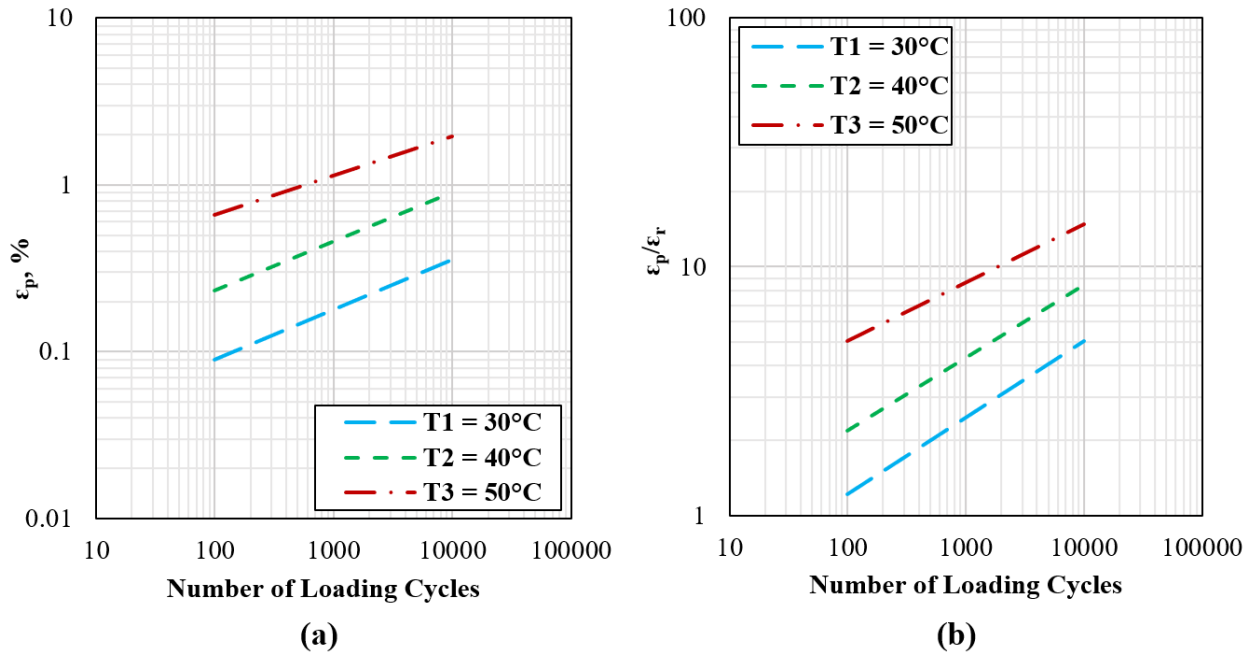 10
1
0.1
0.01
εp, %
T1 = 30°C
T2 = 40°C
T3 = 50°C
10 100 1000 10000 100000
Number of Loading Cycles
(a)
100
10
1
εp/εr
T1 = 30°C
T2 = 40°C
T3 = 50°C
10 100 1000 10000 100000
Number of Loading Cycles
(b)